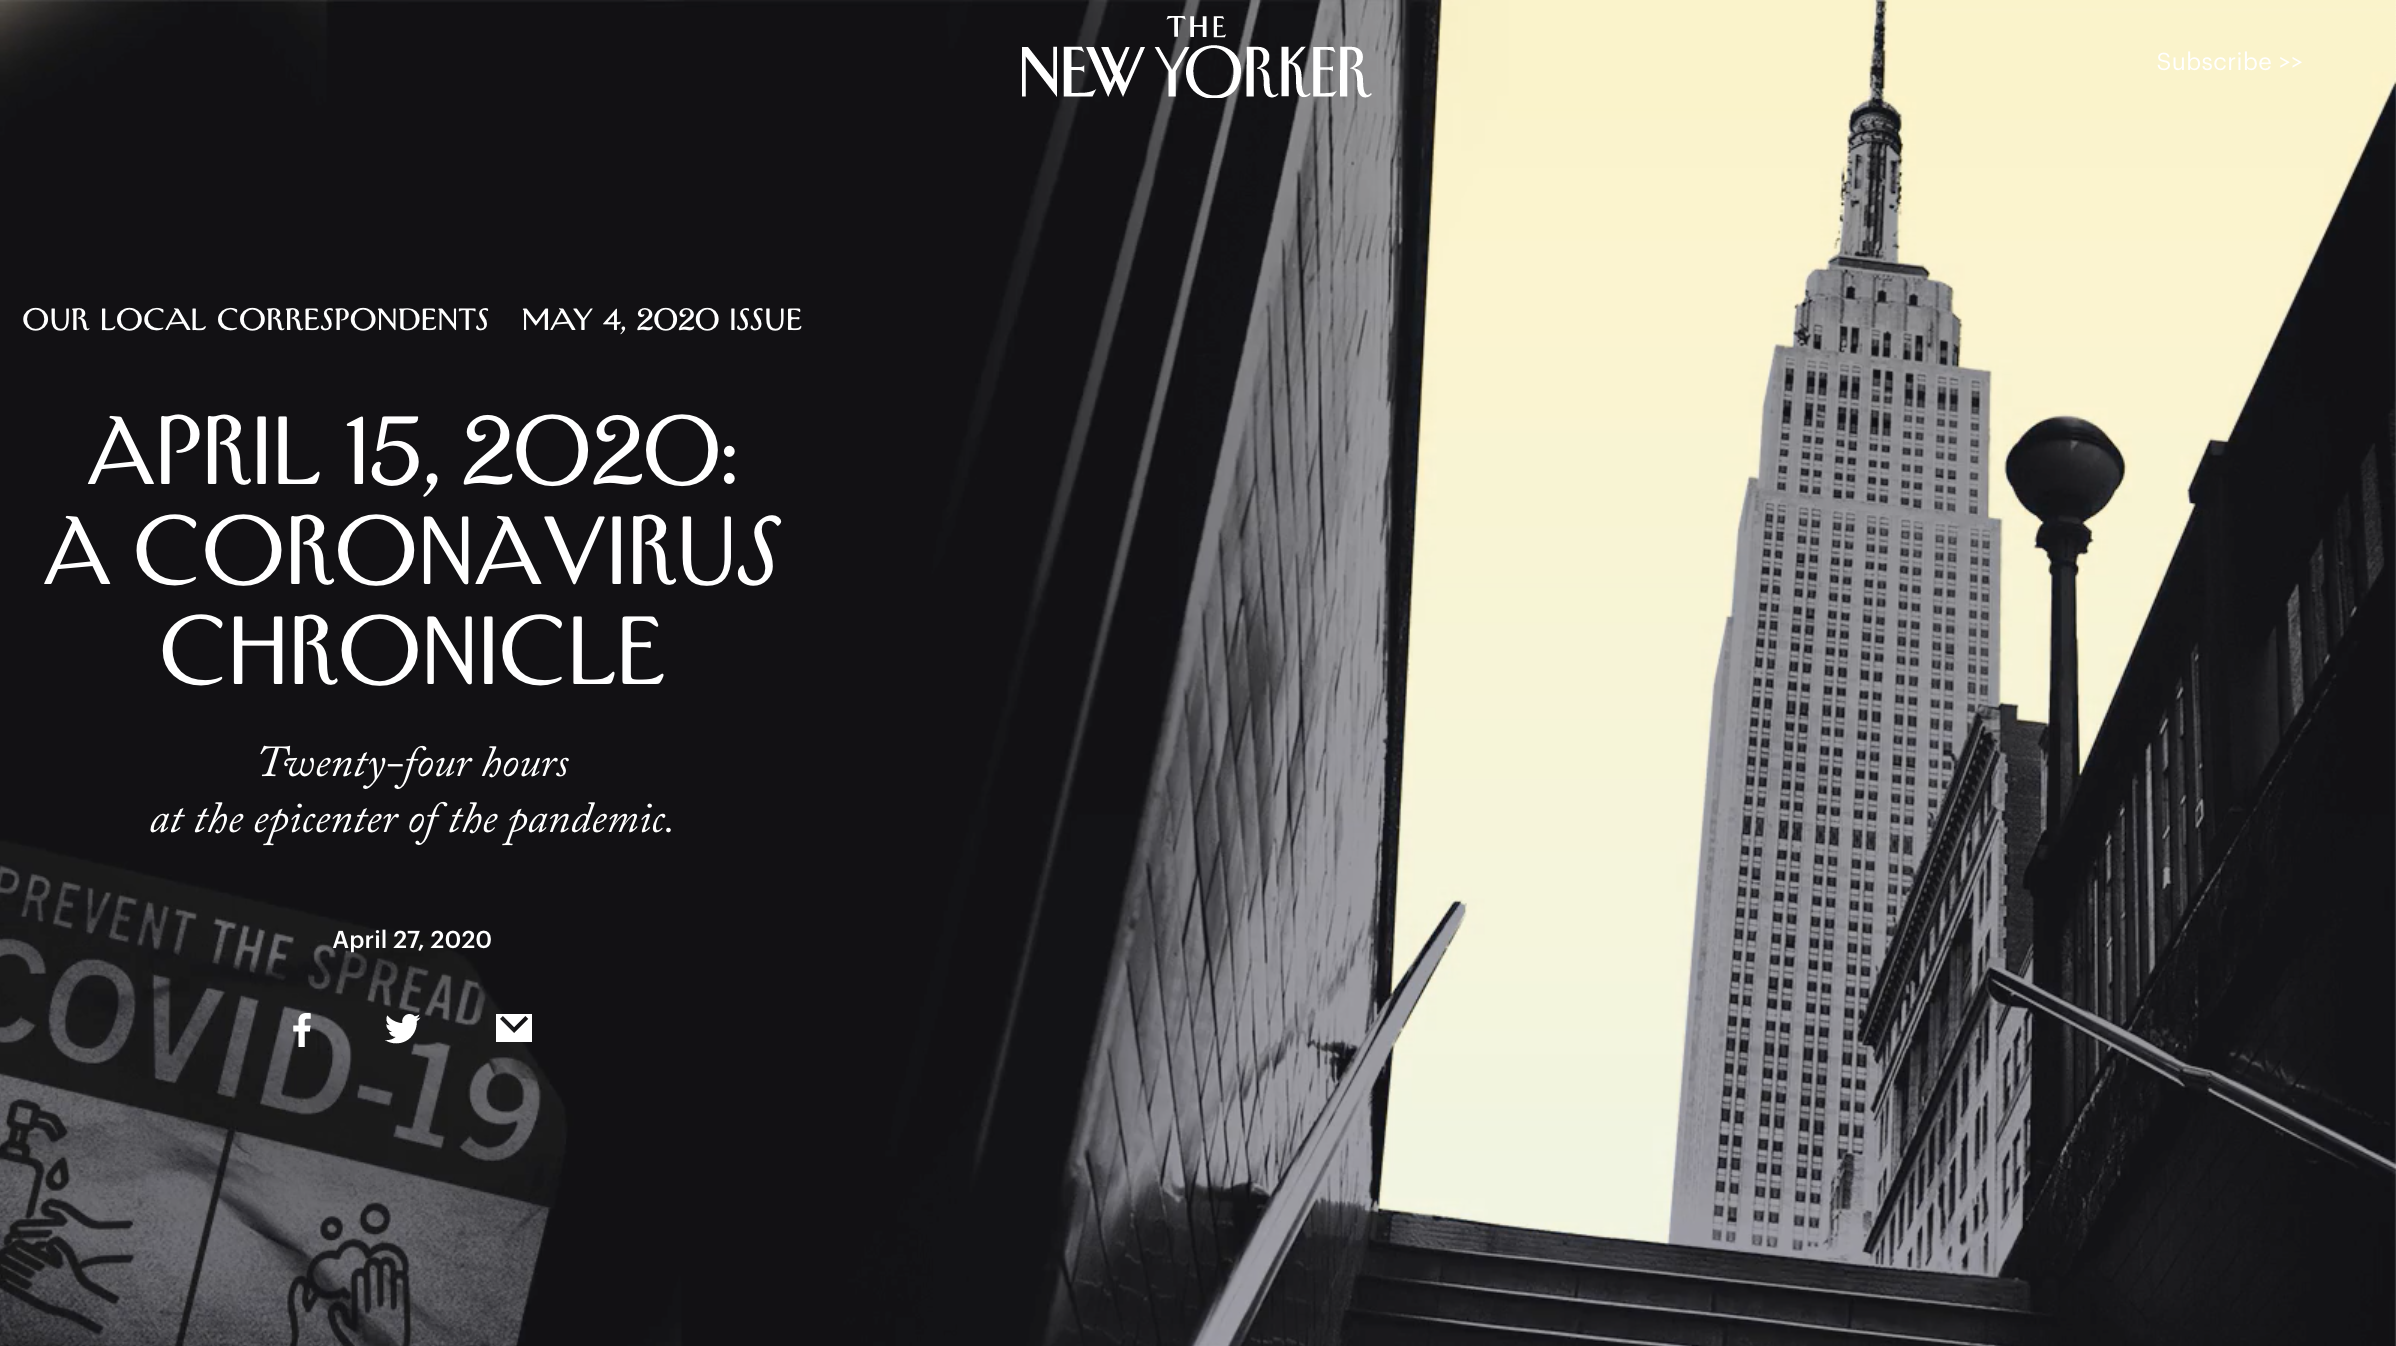 THE
NEW YORKER
Subscribe >>
OUR LOCAL CORRESPONDENTS MAY 4, 2020 ISSUE
APRIL 15, 2020:
A CORONAVIRUS
CHRONICLE
Twenty-four hours
at the epicenter of the pandemic.
April 27, 2020
PREVENT THE SPREAD
COVID-19